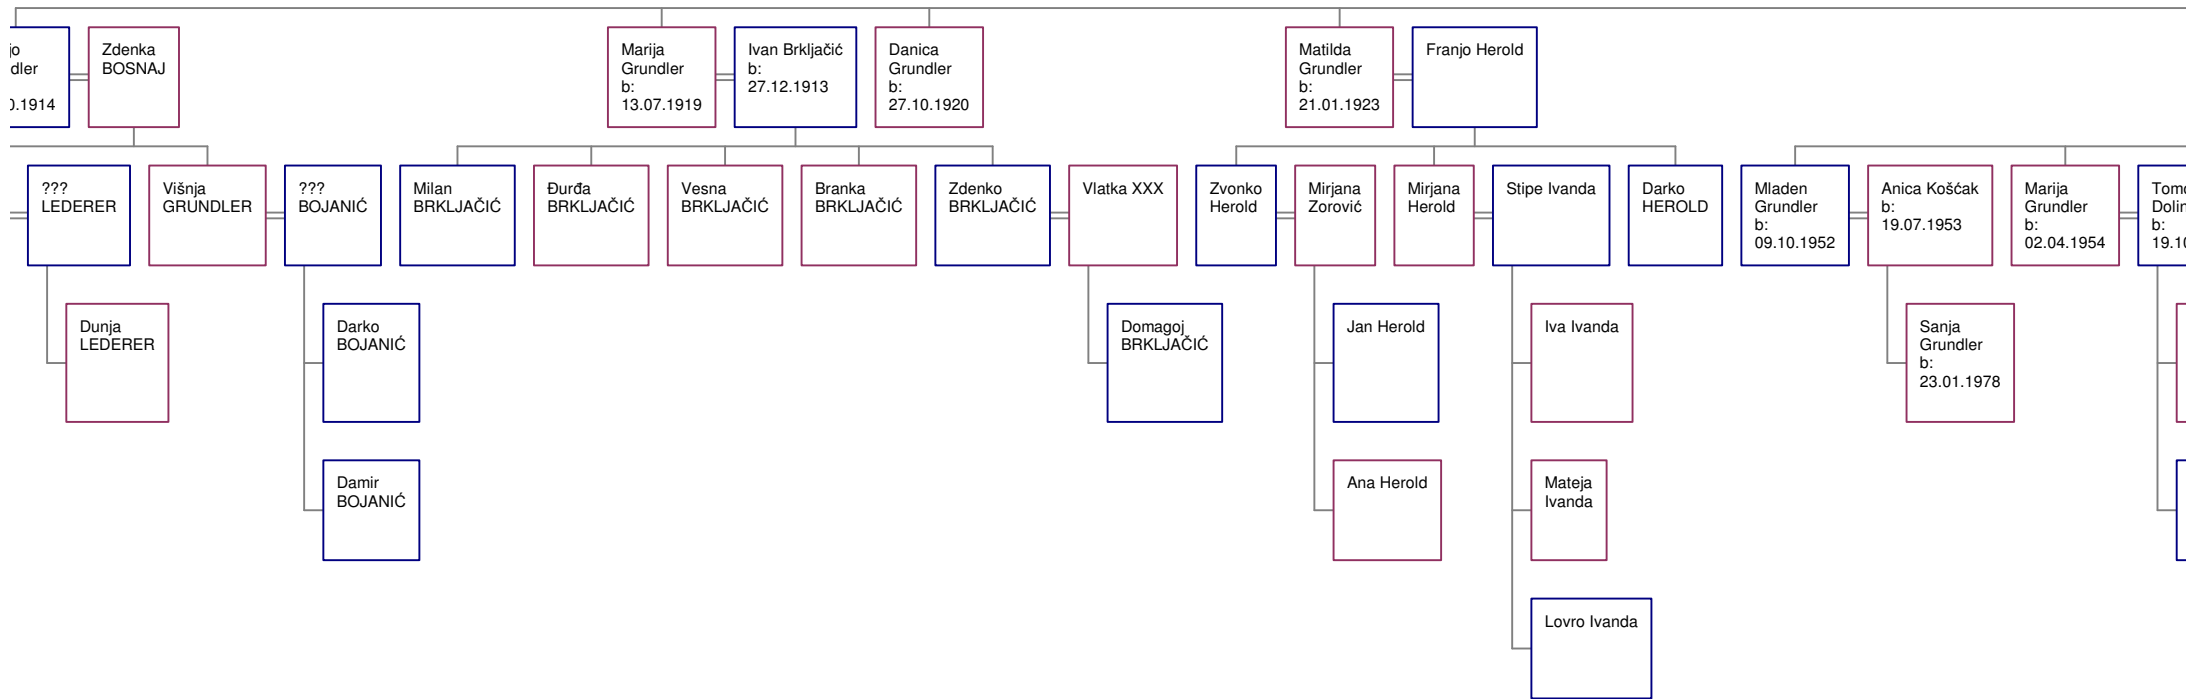 Zdenka
BOSNAJ
Marija
Grundler
b:
13.07.1919
Ivan Brkljačić
b:
27.12.1913
Danica
Grundler
b:
27.10.1920
Matilda
Grundler
b:
21.01.1923
Franjo Herold
???
LEDERER
Višnja
GRUNDLER
???
BOJANIĆ
Milan
BRKLJAČIĆ
Đurđa
BRKLJAČIĆ
Vesna
BRKLJAČIĆ
Branka
BRKLJAČIĆ
Zdenko
BRKLJAČIĆ
Vlatka XXX
Zvonko
Herold
Mirjana
Zorović
Mirjana
Herold
Stipe Ivanda
Darko
HEROLD
Mladen
Grundler
b:
09.10.1952
Anica Košćak
b:
19.07.1953
Marija
Grundler
b:
02.04.1954
b:
Dunja
LEDERER
Darko
BOJANIĆ
Domagoj
BRKLJAČIĆ
Jan Herold
Iva Ivanda
Sanja
Grundler
b:
23.01.1978
Damir
BOJANIĆ
Ana Herold
Mateja
Ivanda
Lovro Ivanda